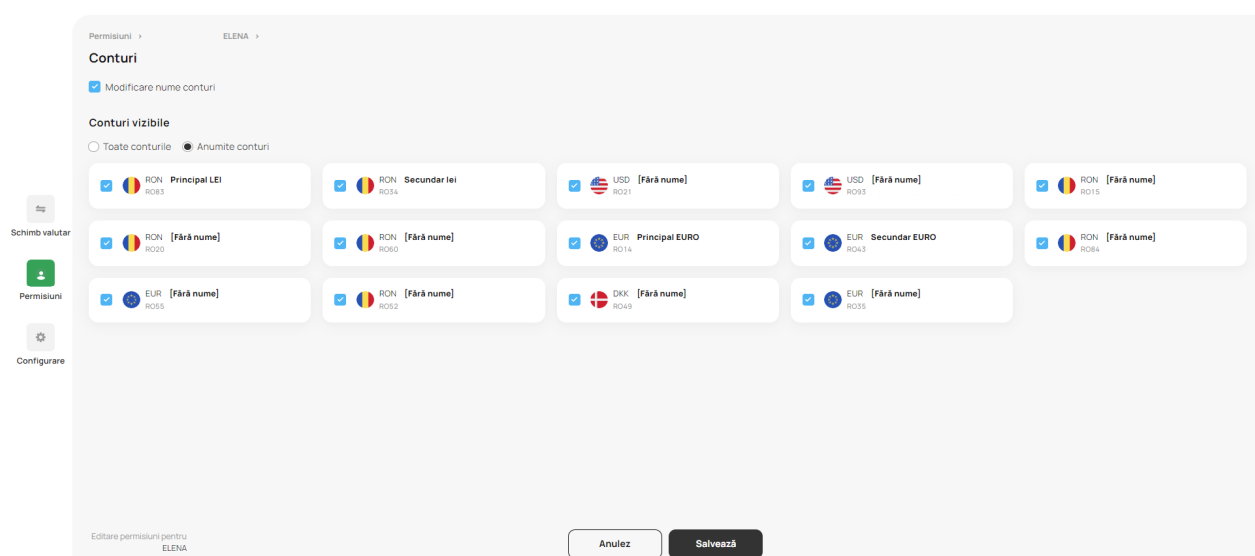 Permisiuni › ELENA ›
Conturi
Modificare nume conturi
Conturi vizibile
Toate conturile Anumite conturi
RON Principal LEI
RO83
RON Secundar lei
RO34
USD [Fără nume]
RO21
USD [Fără nume]
RO93
RON [Fără nume]
RO15
RON [Fără nume]
RO20
RON [Fără nume]
RO60
EUR Principal EURO
RO14
EUR Secundar EURO
RO43
RON [Fără nume]
RO84
EUR [Fără nume]
RO55
RON [Fără nume]
RO52
DKK [Fără nume]
RO49
EUR [Fără nume]
RO35
Schimb valutar
Permisiuni
Configurare
Editare permisiuni pentru
ELENA
Anulez
Salvează